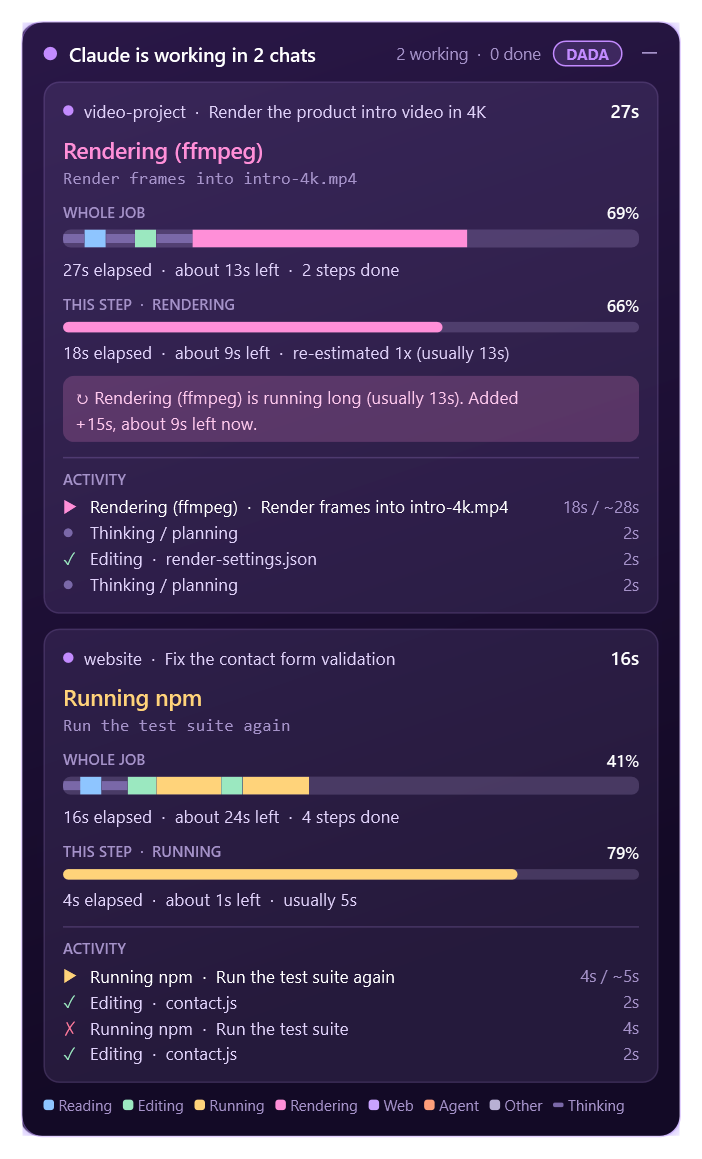 Claude is working in 2 chats 2 working · 0 done DADA —
video-project · Render the product intro video in 4K 27s
Rendering (ffmpeg)
Render frames into intro-4k.mp4
WHOLE JOB 69%
27s elapsed · about 13s left · 2 steps done
THIS STEP · RENDERING 66%
18s elapsed · about 9s left · re-estimated 1x (usually 13s)
↻ Rendering (ffmpeg) is running long (usually 13s). Added
+15s, about 9s left now.
ACTIVITY
▶ Rendering (ffmpeg) · Render frames into intro-4k.mp4 18s / ~28s
● Thinking / planning 2s
✓ Editing · render-settings.json 2s
● Thinking / planning 2s
website · Fix the contact form validation 16s
Running npm
Run the test suite again
WHOLE JOB 41%
16s elapsed · about 24s left · 4 steps done
THIS STEP · RUNNING 79%
4s elapsed · about 1s left · usually 5s
ACTIVITY
▶ Running npm · Run the test suite again 4s / ~5s
✓ Editing · contact.js 2s
✗ Running npm · Run the test suite 4s
✓ Editing · contact.js 2s
Reading Editing Running Rendering Web Agent Other Thinking